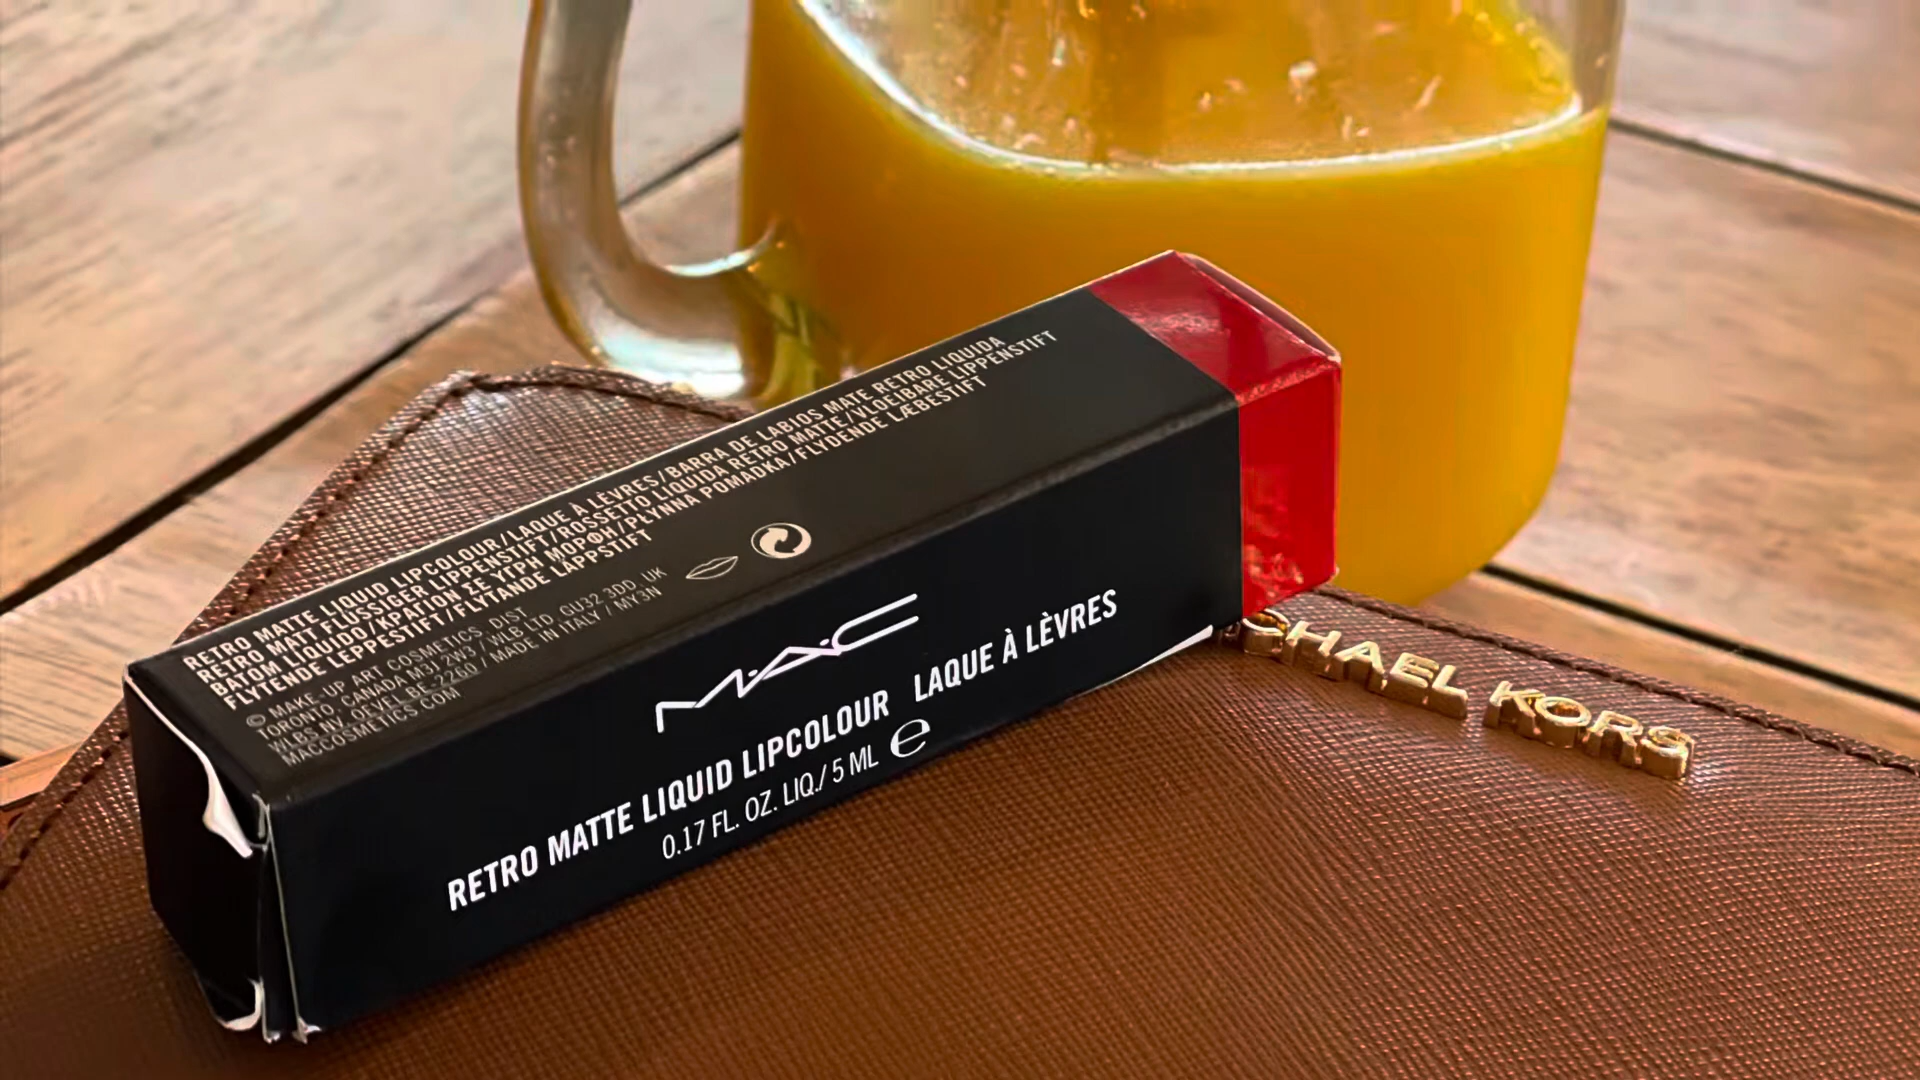 RETRO MATTE LIQUID LIPCOLOUR/LAQUE À LÈVRES/BARRA DE LABIOS MATE RETRO LIQUIDA
RETRO MATT FLÜSSIGER LIPPENSTIFT/ROSSETTO LIQUIDA RETRO MATTE/VLOEIBARE LIPPENSTIFT
BATOM LIQUIDO/ΚΡΑΓΙΟΝ ΣΕ ΥΓΡΗ ΜΟΡΦΗ/PLYNNA POMADKA/FLYDENDE LÆBESTIFT
FLYTENDE LEPPESTIFT/FLYTANDE LÄPPSTIFT
© MAKE-UP ART COSMETICS, DIST
TORONTO, CANADA M3J 2W3 / WLB LTD, GU32 3DD, UK
WLBS NV, OEVEL BE-2260 / MADE IN ITALY / MY3N
MACCOSMETICS.COM
M·A·C
RETRO MATTE LIQUID LIPCOLOUR LAQUE À LÈVRES
0.17 FL. OZ. LIQ./ 5 ML ℮
CHAEL KORS